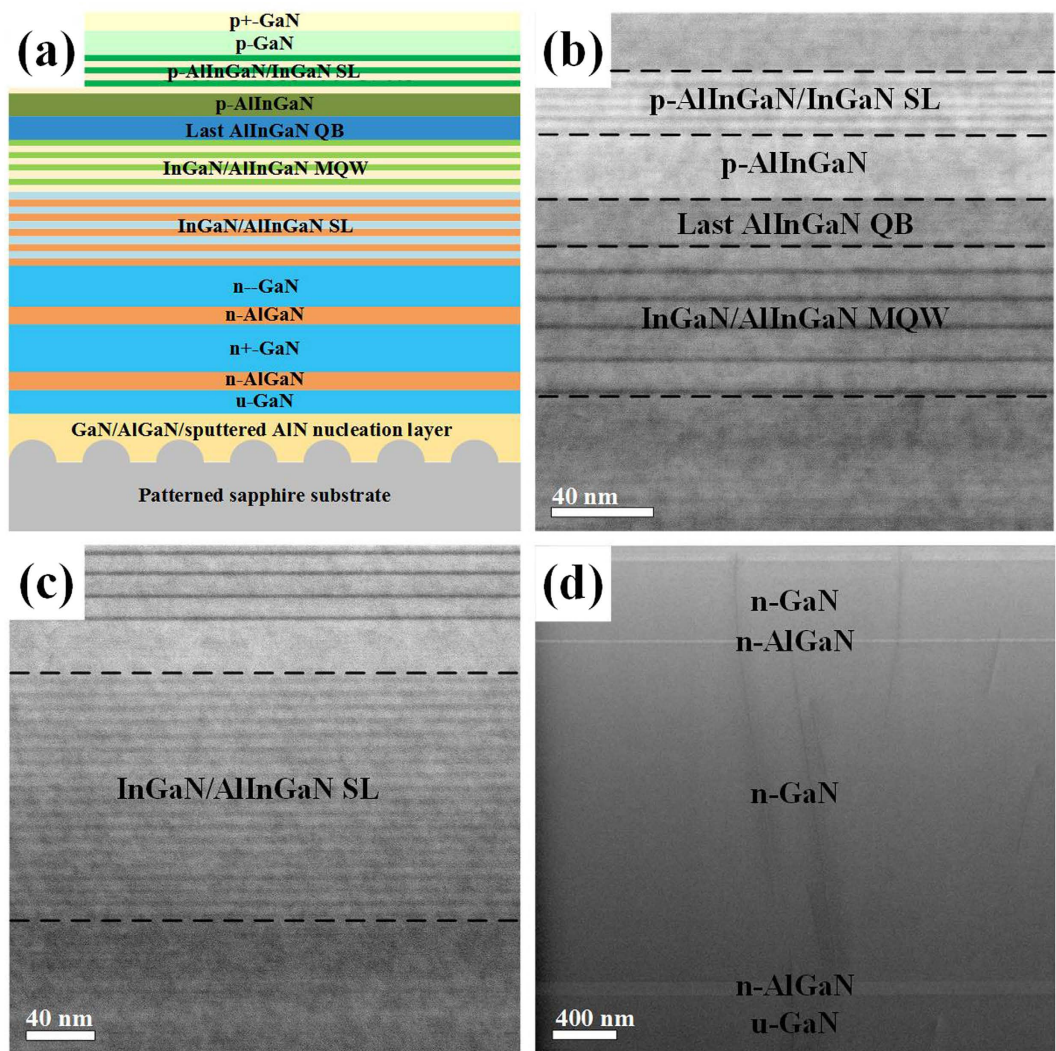 (a)
p+-GaN
p-GaN
p-AlInGaN/InGaN SL
p-AlInGaN
Last AlInGaN QB
InGaN/AlInGaN MQW
InGaN/AlInGaN SL
n--GaN
n-AlGaN
n+-GaN
n-AlGaN
u-GaN
GaN/AlGaN/sputtered AlN nucleation layer
Patterned sapphire substrate
(b)
p-AlInGaN/InGaN SL
p-AlInGaN
Last AlInGaN QB
InGaN/AlInGaN MQW
40 nm
(c)
InGaN/AlInGaN SL
40 nm
(d)
n-GaN
n-AlGaN
n-GaN
n-AlGaN
u-GaN
400 nm